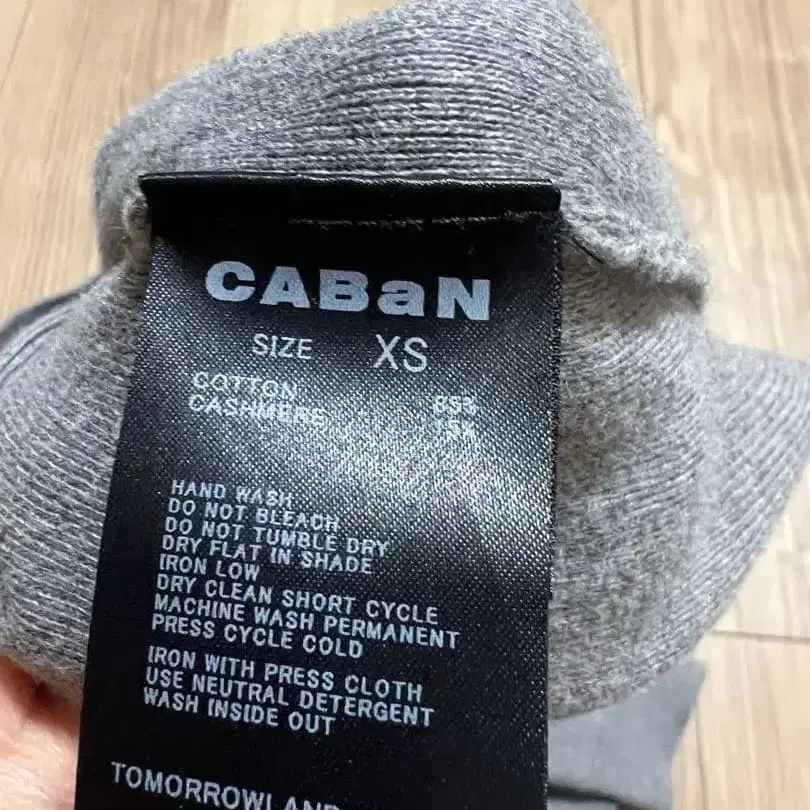 CABaN
SIZE XS
COTTON 85%
CASHMERE 15%
HAND WASH
DO NOT BLEACH
DO NOT TUMBLE DRY
DRY FLAT IN SHADE
IRON LOW
DRY CLEAN SHORT CYCLE
MACHINE WASH PERMANENT
PRESS CYCLE COLD
IRON WITH PRESS CLOTH
USE NEUTRAL DETERGENT
WASH INSIDE OUT
TOMORROWLAND